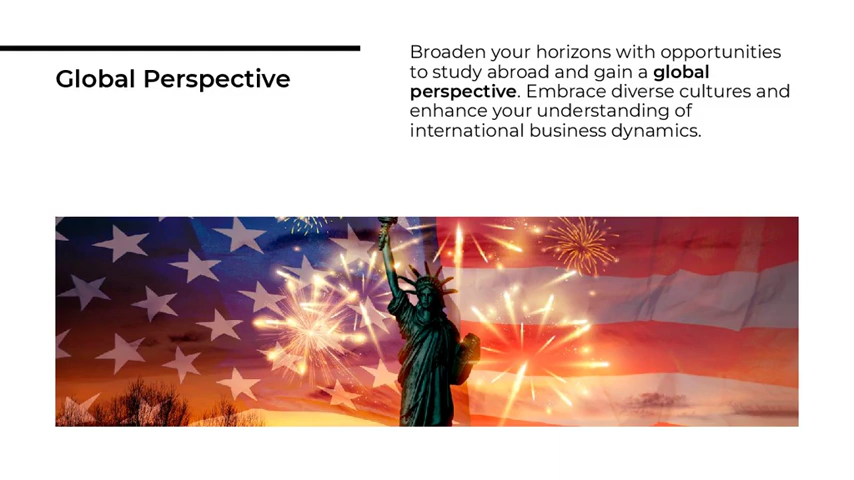 Global Perspective
Broaden your horizons with opportunities
to study abroad and gain a global
perspective. Embrace diverse cultures and
enhance your understanding of
international business dynamics.